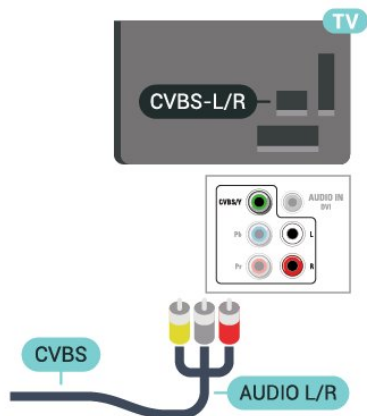 TV
CVBS-L/R
CVBS/Y
AUDIO IN
DVI
Pb
L
Pr
R
CVBS
AUDIO L/R